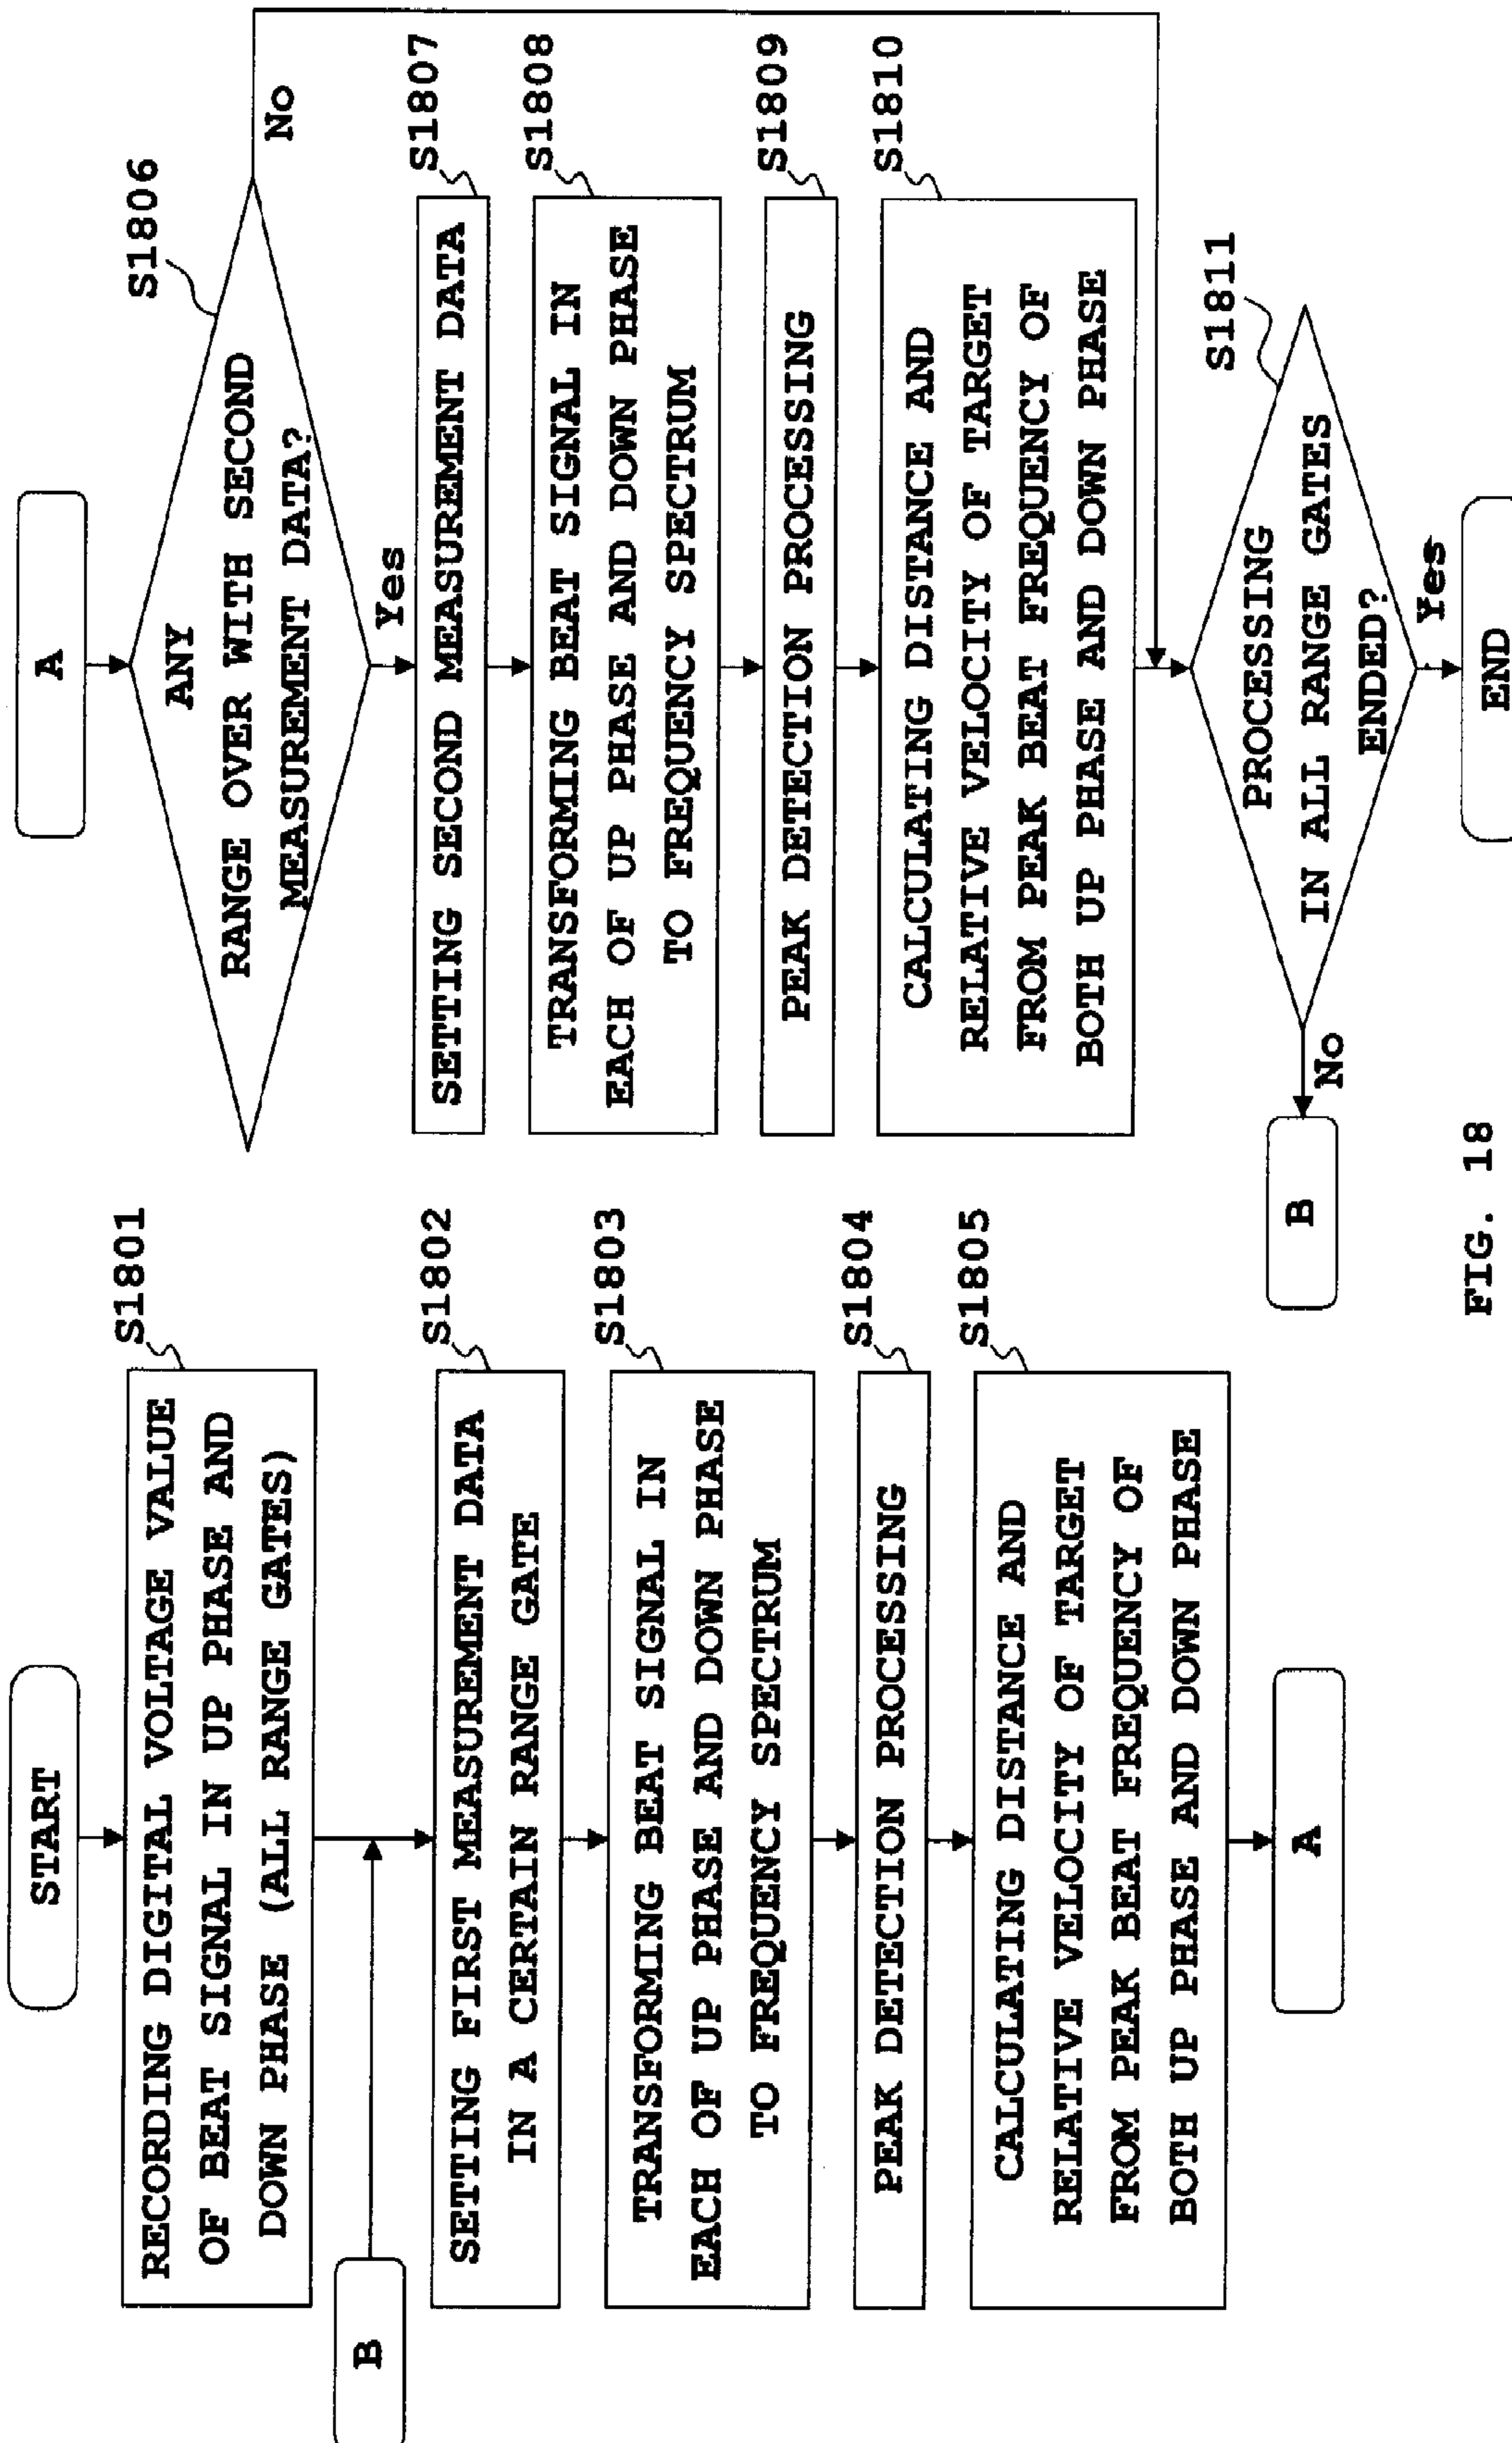 START
RECORDING DIGITAL VOLTAGE VALUE
OF BEAT SIGNAL IN UP PHASE AND
DOWN PHASE (ALL RANGE GATES)
S1801
B
SETTING FIRST MEASUREMENT DATA
IN A CERTAIN RANGE GATE
S1802
TRANSFORMING BEAT SIGNAL IN
EACH OF UP PHASE AND DOWN PHASE
TO FREQUENCY SPECTRUM
S1803
PEAK DETECTION PROCESSING
S1804
CALCULATING DISTANCE AND
RELATIVE VELOCITY OF TARGET
FROM PEAK BEAT FREQUENCY OF
BOTH UP PHASE AND DOWN PHASE
S1805
A
A
ANY
RANGE OVER WITH SECOND
MEASUREMENT DATA?
S1806
No
Yes
SETTING SECOND MEASUREMENT DATA
S1807
TRANSFORMING BEAT SIGNAL IN
EACH OF UP PHASE AND DOWN PHASE
TO FREQUENCY SPECTRUM
S1808
PEAK DETECTION PROCESSING
S1809
CALCULATING DISTANCE AND
RELATIVE VELOCITY OF TARGET
FROM PEAK BEAT FREQUENCY OF
BOTH UP PHASE AND DOWN PHASE
S1810
PROCESSING
IN ALL RANGE GATES
ENDED?
S1811
No
B
Yes
END
FIG. 18